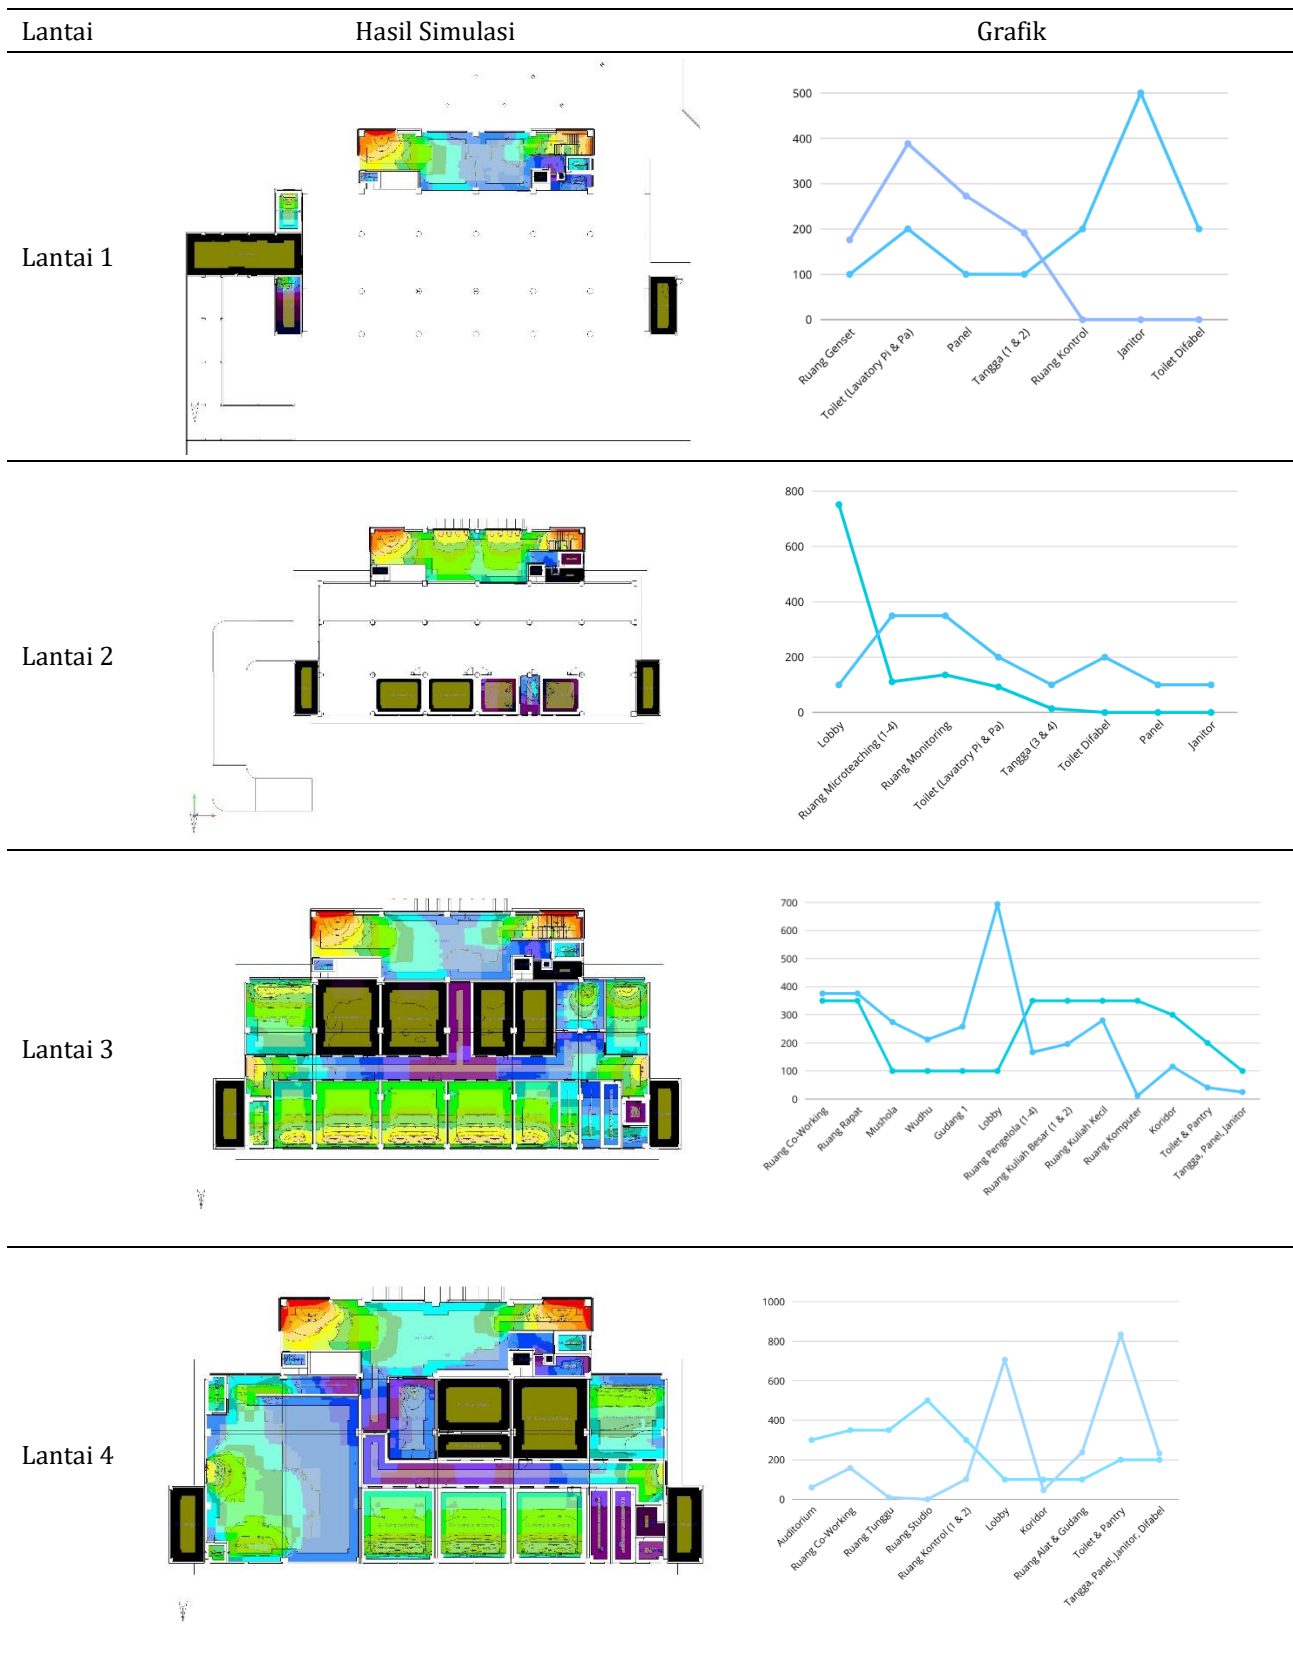 Lantai Hasil Simulasi Grafik
Lantai 1
500
400
300
200
100
0
Ruang Genset
Toilet (Lavatory Pi & Pa)
Panel
Tangga (1 & 2)
Ruang Kontrol
Janitor
Toilet Difabel
Lantai 2
800
600
400
200
0
Lobby
Ruang Microteaching (1-4)
Ruang Monitoring
Toilet (Lavatory Pi & Pa)
Tangga (3 & 4)
Toilet Difabel
Panel
Janitor
Lantai 3
700
600
500
400
300
200
100
0
Ruang Co-Working
Ruang Rapat
Mushola
Wudhu
Gudang 1
Lobby
Ruang Pengelola (1-4)
Ruang Kuliah Besar (1 & 2)
Ruang Kuliah Kecil
Ruang Komputer
Koridor
Toilet & Pantry
Tangga, Panel, Janitor
Lantai 4
1000
800
600
400
200
0
Auditorium
Ruang Co-Working
Ruang Tunggu
Ruang Studio
Ruang Kontrol (1 & 2)
Lobby
Koridor
Ruang Alat & Gudang
Toilet & Pantry
Tangga, Panel, Janitor, Difabel